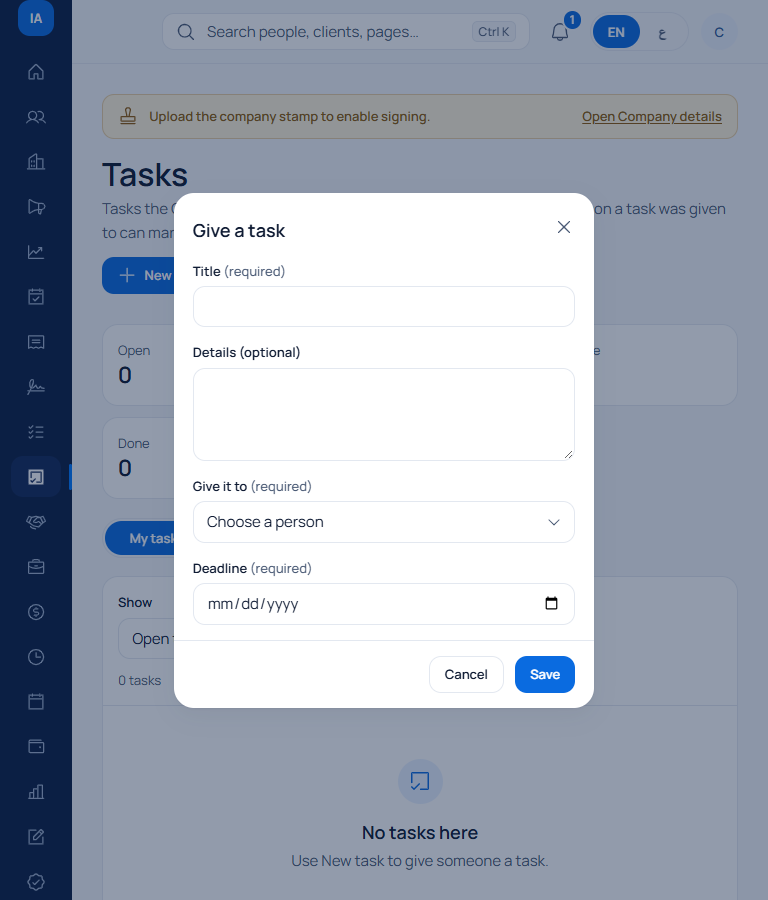 IA
Search people, clients, pages...
Ctrl K
1
EN
ع
C
Upload the company stamp to enable signing.
Open Company details
Tasks
Tasks the
on a task was given
to can
New
Give a task
Title (required)
Details (optional)
Give it to (required)
Choose a person
Deadline (required)
mm/dd/yyyy
Cancel
Save
Open
0
Done
0
My
Show
Open
0 tasks
No tasks here
Use New task to give someone a task.